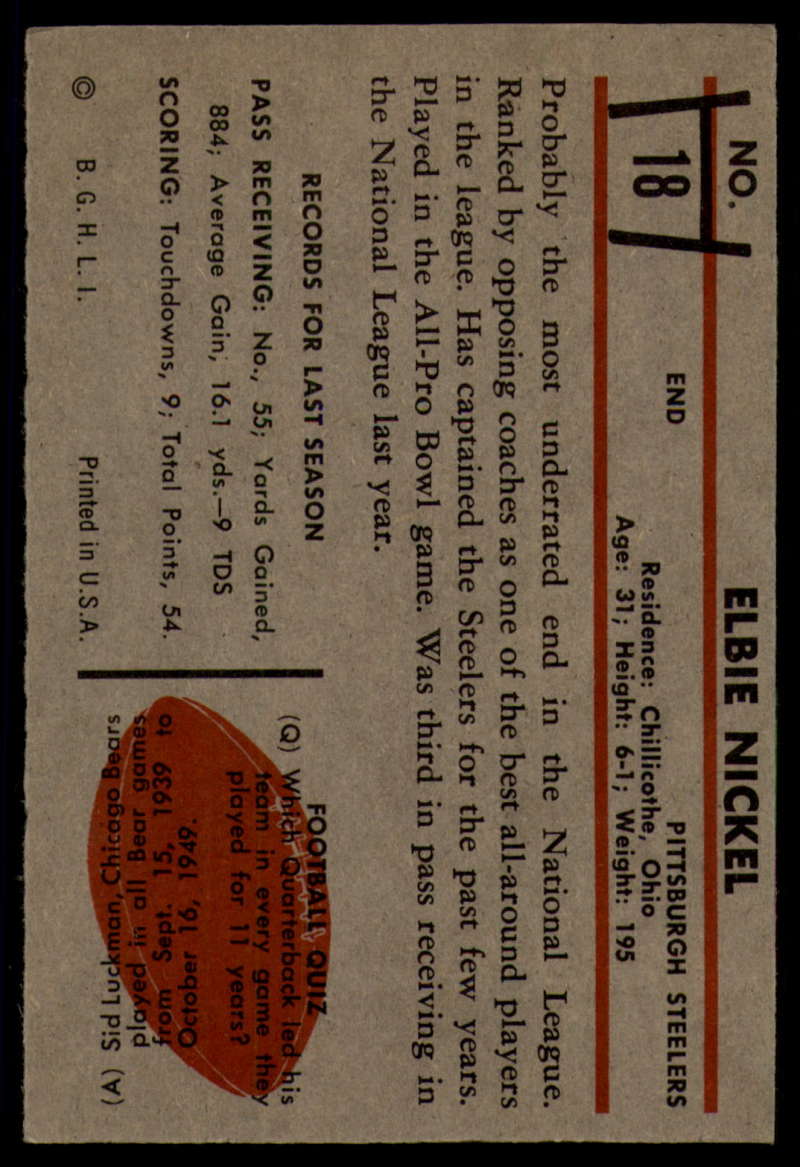 NO.
18
ELBIE NICKEL
END
PITTSBURGH STEELERS
Residence: Chillicothe, Ohio
Age: 31; Height: 6-1; Weight: 195
Probably the most underrated end in the National League.
Ranked by opposing coaches as one of the best all-around players
in the league. Has captained the Steelers for the past few years.
Played in the All-Pro Bowl game. Was third in pass receiving in
the National League last year.
RECORDS FOR LAST SEASON
PASS RECEIVING: No., 55; Yards Gained,
884; Average Gain, 16.1 yds.—9 TDS
SCORING: Touchdowns, 9; Total Points, 54.
© B. G. H. L. I.
Printed in U.S.A.
FOOTBALL QUIZ
(Q) Which Quarterback led his
team in every game they
played for 11 years?
October 16, 1949.
from Sept. 15, 1939 to
played in all Bear games
(A) Sid Luckman, Chicago Bears